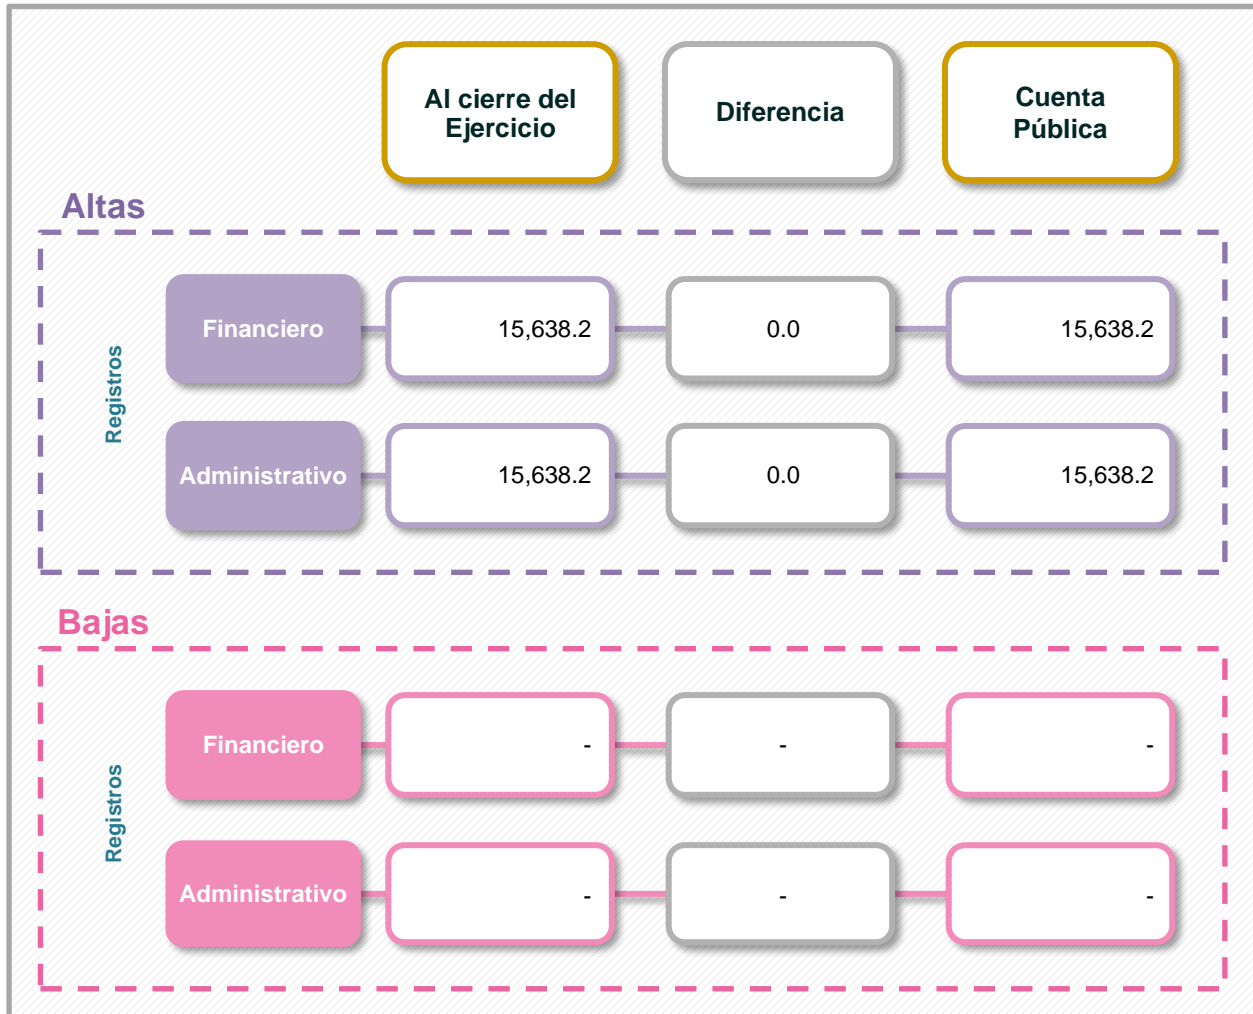 Al cierre del
Ejercicio
Diferencia
Cuenta
Pública
Altas
Registros
Financiero
15,638.2
0.0
15,638.2
Administrativo
15,638.2
0.0
15,638.2
Bajas
Registros
Financiero
-
-
-
Administrativo
-
-
-